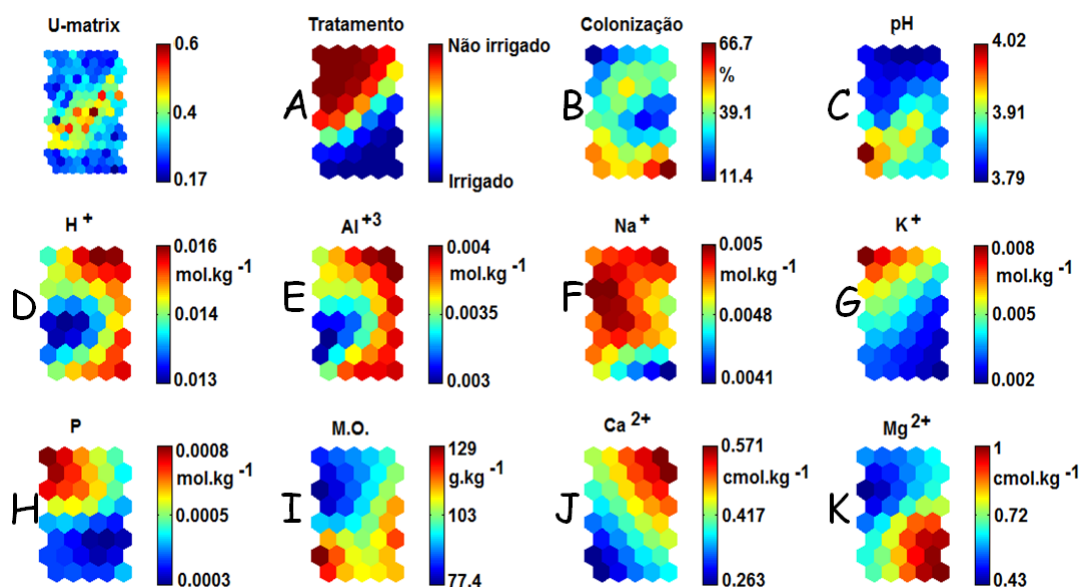 U-matrix
0.6
0.4
0.17
Tratamento
A
Não irrigado
Irrigado
Colonização
B
66.7
%
39.1
11.4
pH
C
4.02
3.91
3.79
H +
D
0.016
mol.kg -1
0.014
0.013
Al +3
E
0.004
mol.kg -1
0.0035
0.003
Na +
F
0.005
mol.kg -1
0.0048
0.0041
K +
G
0.008
mol.kg -1
0.005
0.002
P
H
0.0008
mol.kg -1
0.0005
0.0003
M.O.
I
129
g.kg -1
103
77.4
Ca 2+
J
0.571
cmol.kg -1
0.417
0.263
Mg 2+
K
1
cmol.kg -1
0.72
0.43